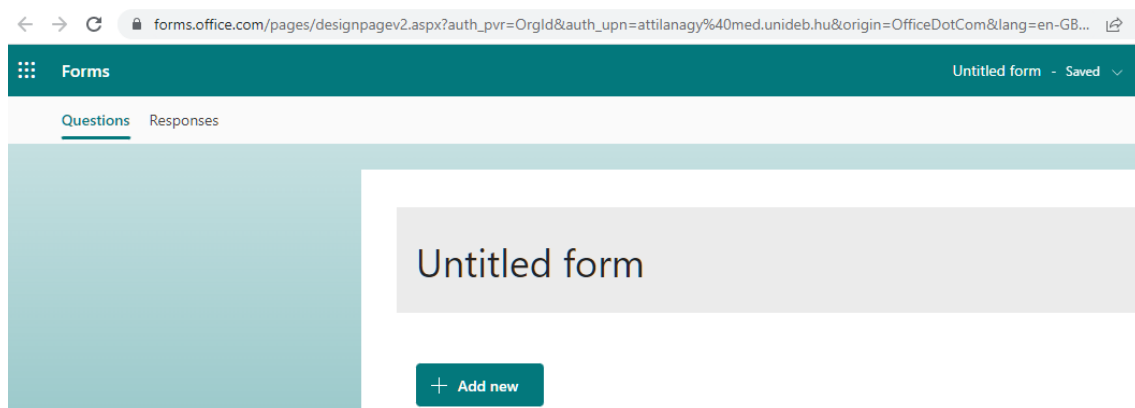 forms.office.com/pages/designpagev2.aspx?auth_pvr=OrgId&auth_upn=attilanagy%40med.unideb.hu&origin=OfficeDotCom&lang=en-GB...
Forms
Untitled form - Saved
Questions Responses
Untitled form
+ Add new